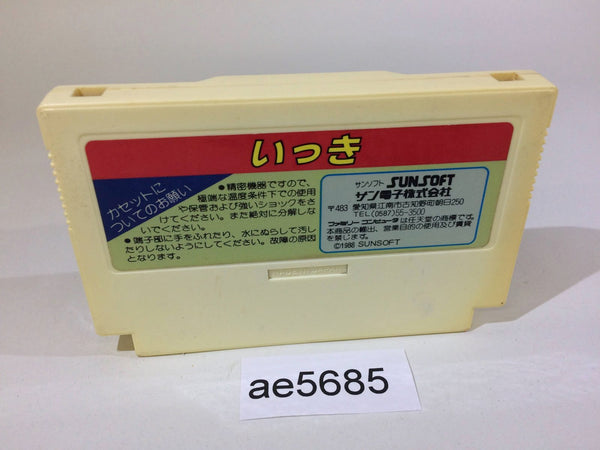 いっき
カセットに
ついてのお願い
●精密機器ですので、
極端な温度条件下での使用
や保管および強いショックをさ
けてください。また絶対に分解しな
いでください。
●端子部に手をふれたり、水にぬらして汚し
たりしないようにしてください。故障の原因
となります。
サンソフト SUNSOFT
サン電子株式会社
〒483 愛知県江南市古知野町朝日250
TEL(0587)55-3500
ファミリーコンピュータは任天堂の商標です。
本商品の輸出、営業目的の使用及び賃貸
を禁じます。
©1986 SUNSOFT
ae5685